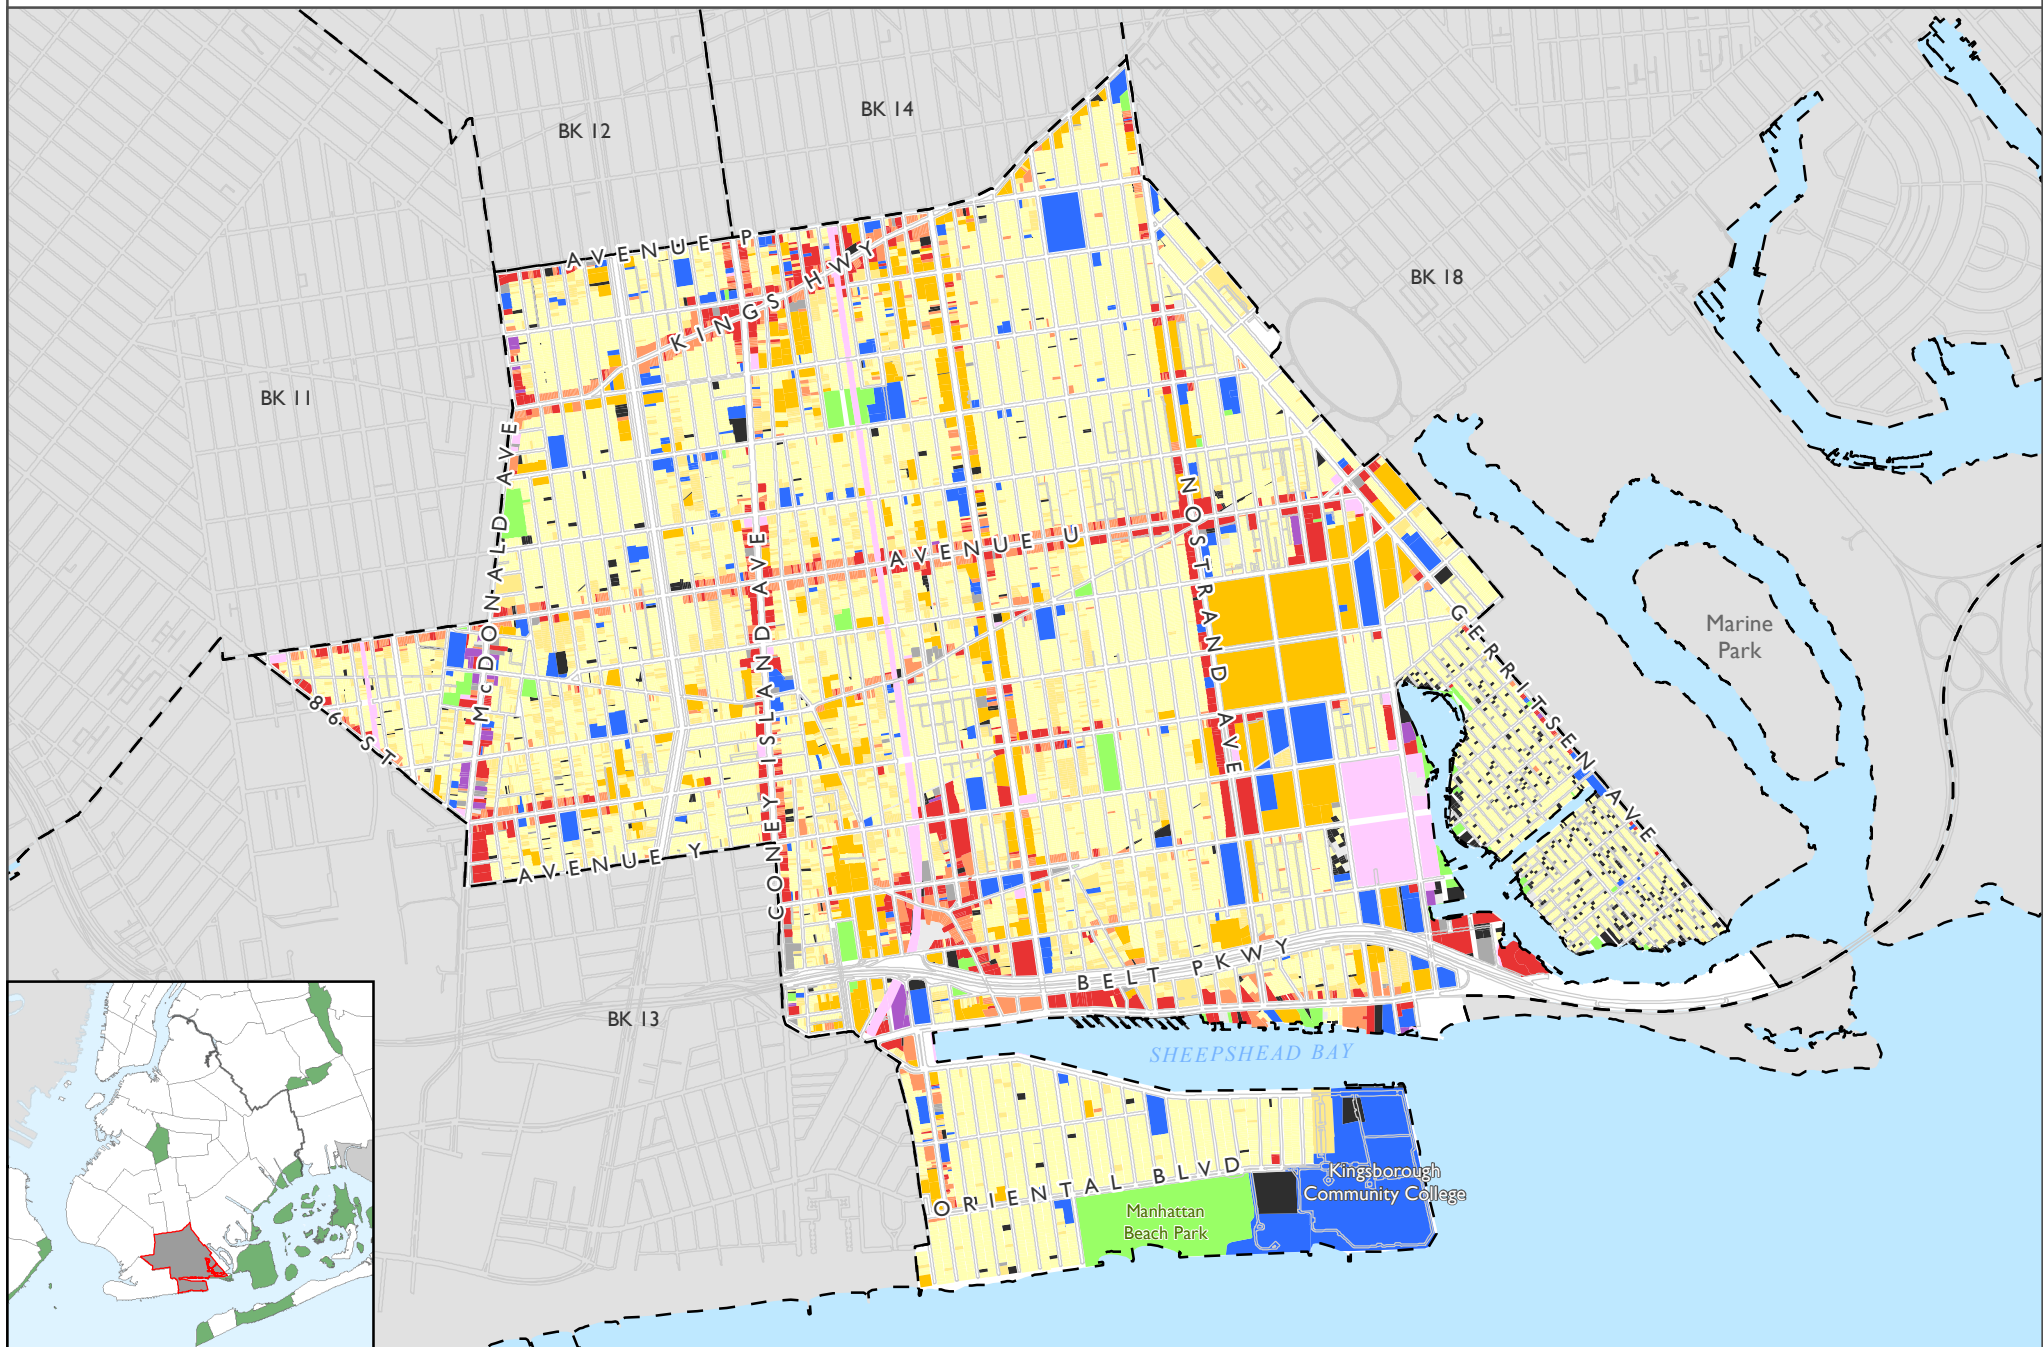 BK 14
BK 12
AVENUE P
KINGS HWY
BK 18
BK 11
McDONALD AVE
NOSTRAND AVE
AVENUE U
CONEY ISLAND AVE
GERRITSEN AVE
Marine
Park
86 ST
AVENUE Y
BELT PKWY
BK 13
SHEEPSHEAD BAY
ORIENTAL BLVD
Kingsborough
Community College
Manhattan
Beach Park